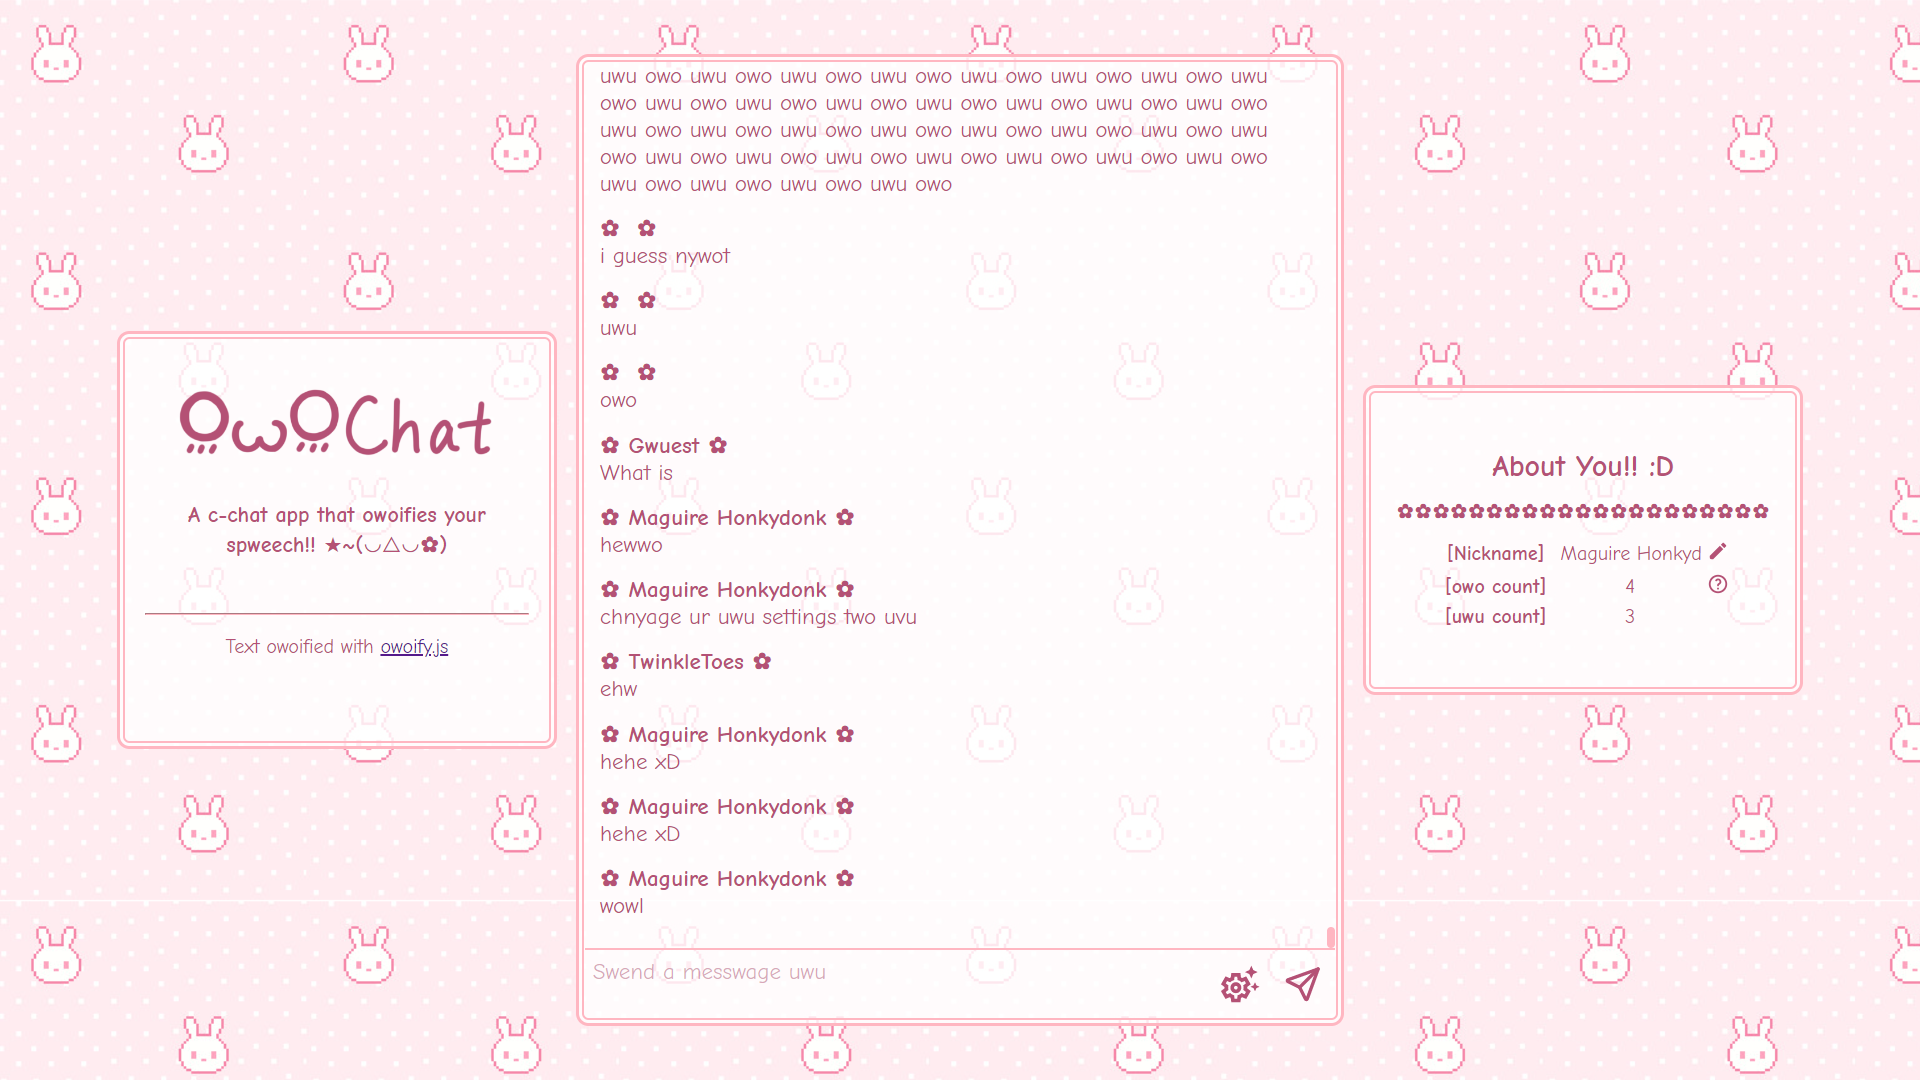 OwO Chat
A c-chat app that owoifies your
spweech!! ★~(◡△◡✿)
Text owoified with owoify.js
uwu owo uwu owo uwu owo uwu owo uwu owo uwu owo uwu owo uwu
owo uwu owo uwu owo uwu owo uwu owo uwu owo uwu owo uwu owo
uwu owo uwu owo uwu owo uwu owo uwu owo uwu owo uwu owo uwu
owo uwu owo uwu owo uwu owo uwu owo uwu owo uwu owo uwu owo
uwu owo uwu owo uwu owo uwu owo
✿ ✿
i guess nywot
✿ ✿
uwu
✿ ✿
owo
✿ Gwuest ✿
What is
✿ Maguire Honkydonk ✿
hewwo
✿ Maguire Honkydonk ✿
chnyage ur uwu settings two uvu
✿ TwinkleToes ✿
ehw
✿ Maguire Honkydonk ✿
hehe xD
✿ Maguire Honkydonk ✿
hehe xD
✿ Maguire Honkydonk ✿
wowl
Swend a messwage uwu
About You!! :D
✿✿✿✿✿✿✿✿✿✿✿✿✿✿✿✿✿✿✿✿✿
[Nickname] Maguire Honkyd
[owo count] 4
[uwu count] 3